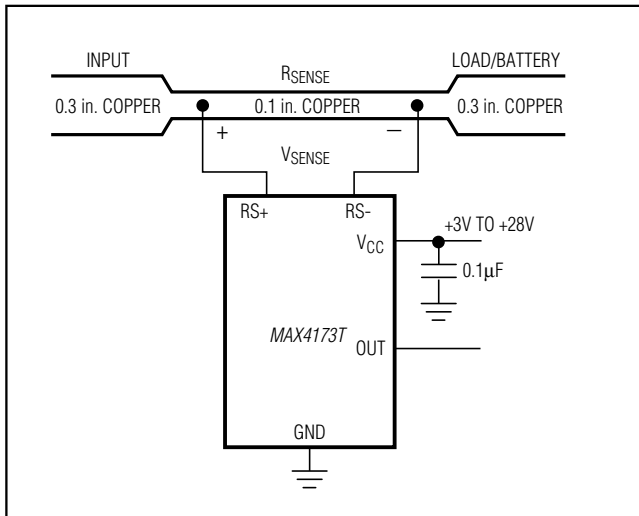 INPUT
RSENSE
LOAD/BATTERY
0.3 in. COPPER
0.1 in. COPPER
0.3 in. COPPER
+
−
VSENSE
RS+
RS-
VCC
+3V TO +28V
0.1µF
MAX4173T
OUT
GND